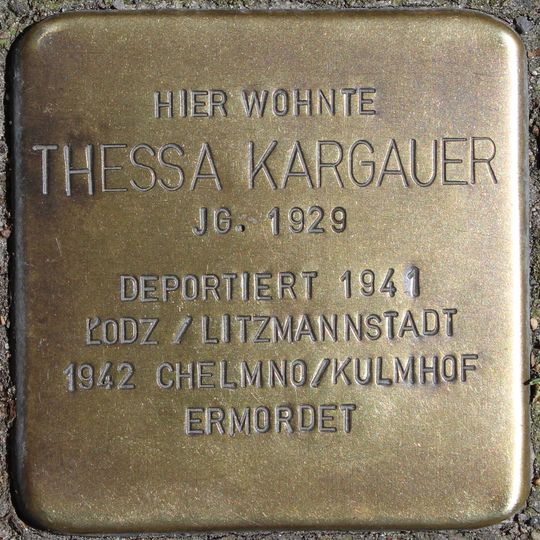 HIER WOHNTE
THESSA KARGAUER
JG. 1929
DEPORTIERT 1941
ŁODZ / LITZMANNSTADT
1942 CHELMNO/KULMHOF
ERMORDET